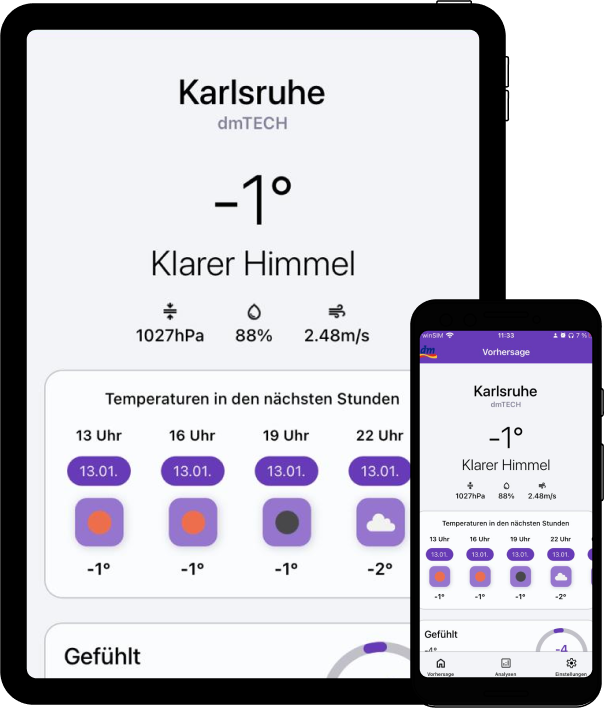 Karlsruhe
dmTECH
-1°
Klarer Himmel
1027hPa 88% 2.48m/s
Temperaturen in den nächsten Stunden
13 Uhr 16 Uhr 19 Uhr 22 Uhr
13.01. 13.01. 13.01. 13.01.
-1° -1° -1° -2°
Gefühlt
winSIM 11:33 7 %
dm
Vorhersage
Karlsruhe
dmTECH
-1°
Klarer Himmel
1027hPa 88% 2.48m/s
Temperaturen in den nächsten Stunden
13 Uhr 16 Uhr 19 Uhr 22 Uhr
13.01. 13.01. 13.01. 13.01.
-1° -1° -1° -2°
Gefühlt
-4° -4
Vorhersage Analysen Einstellungen